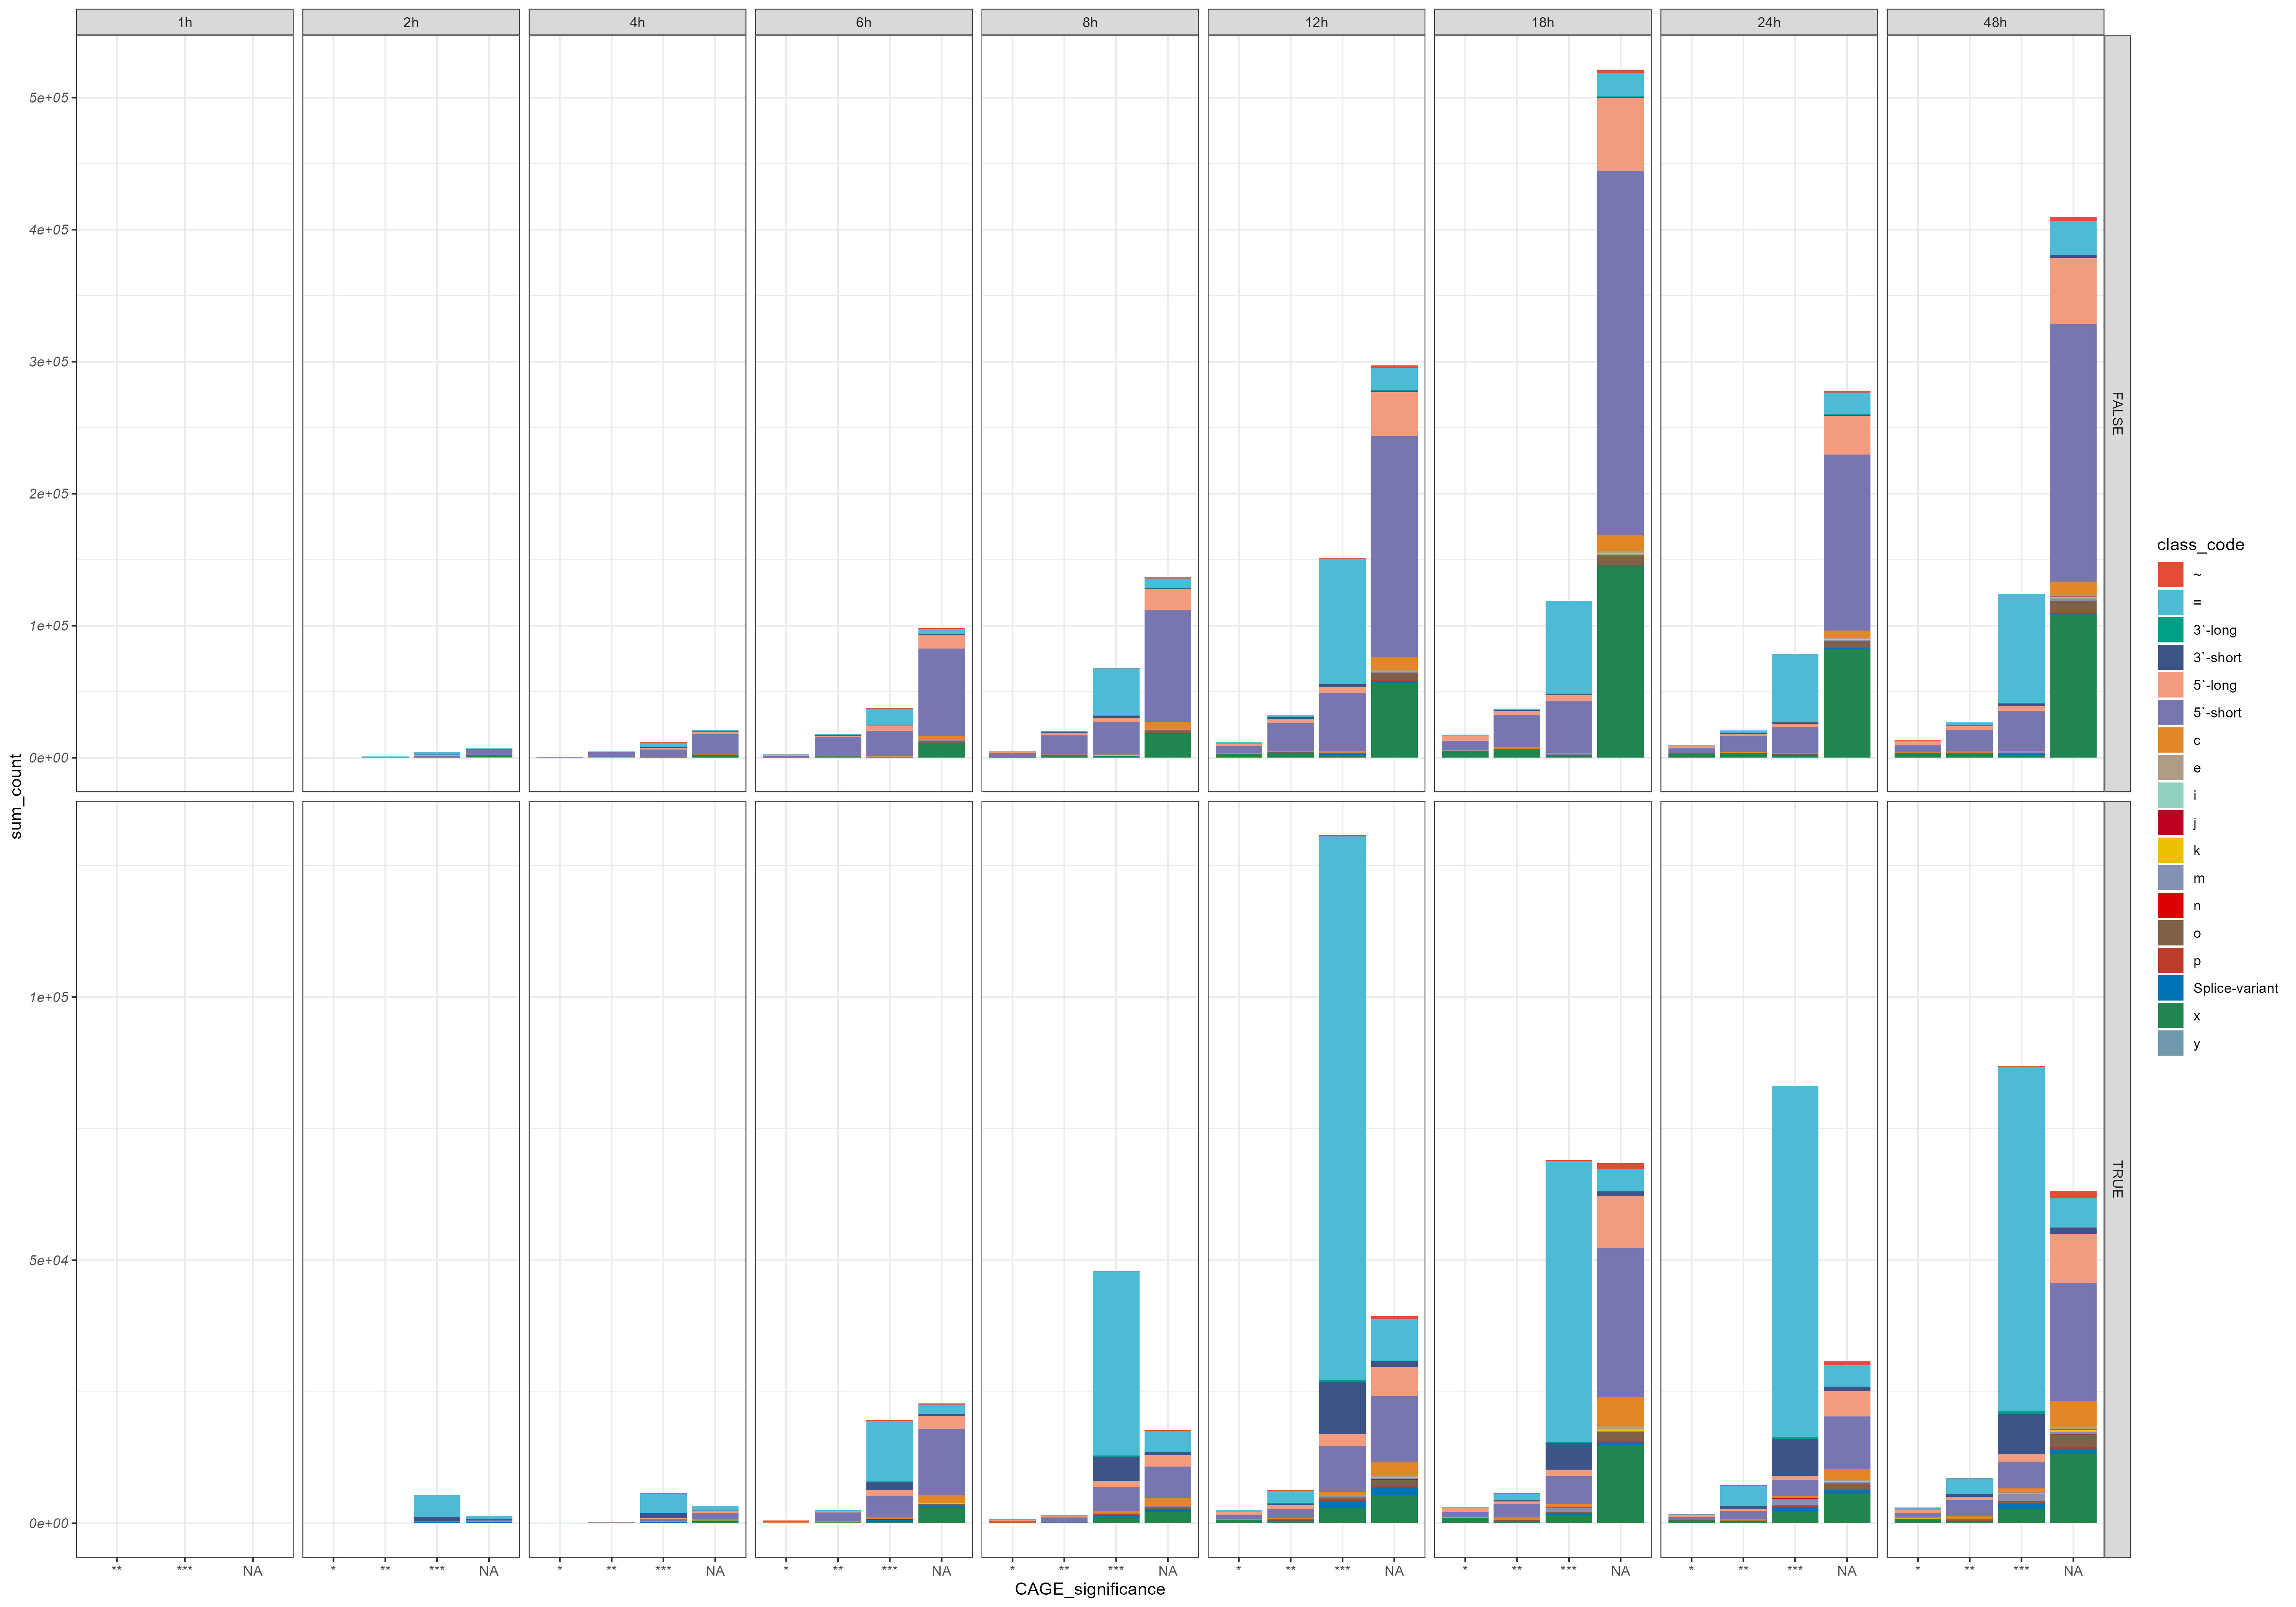 1h 2h 4h 6h 8h 12h 18h 24h 48h
5e+05
4e+05
3e+05
2e+05
1e+05
0e+00
FALSE
sum_count
1e+05
5e+04
0e+00
TRUE
** *** NA * ** *** NA * ** *** NA * ** *** NA * ** *** NA * ** *** NA * ** *** NA * ** *** NA * ** *** NA
CAGE_significance
class_code
~
=
3`-long
3`-short
5`-long
5`-short
c
e
i
j
k
m
n
o
p
Splice-variant
x
y